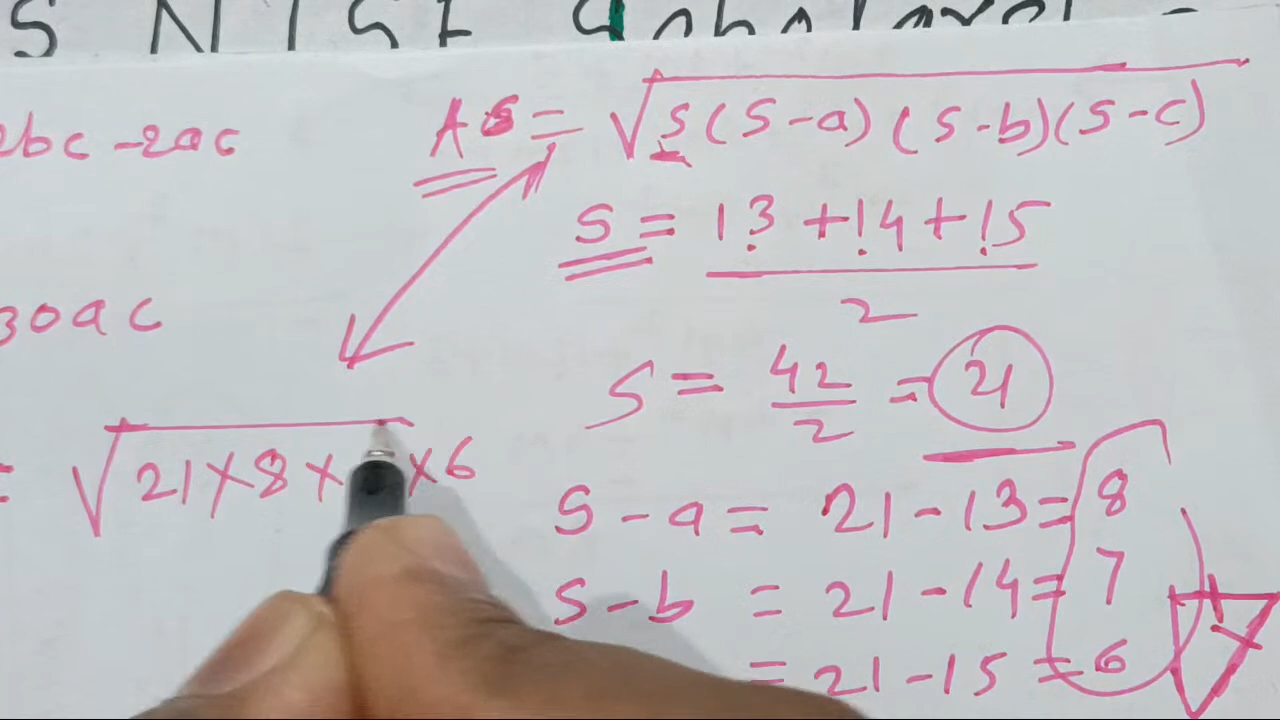 2bc -2ac
A = √s(s-a)(s-b)(s-c)
s = 13 + 14 + 15
2
30ac
s = 42/2 = 21
= √21×8× ×6
s - a = 21 - 13 = 8
s - b = 21 - 14 = 7
= 21 - 15 = 6